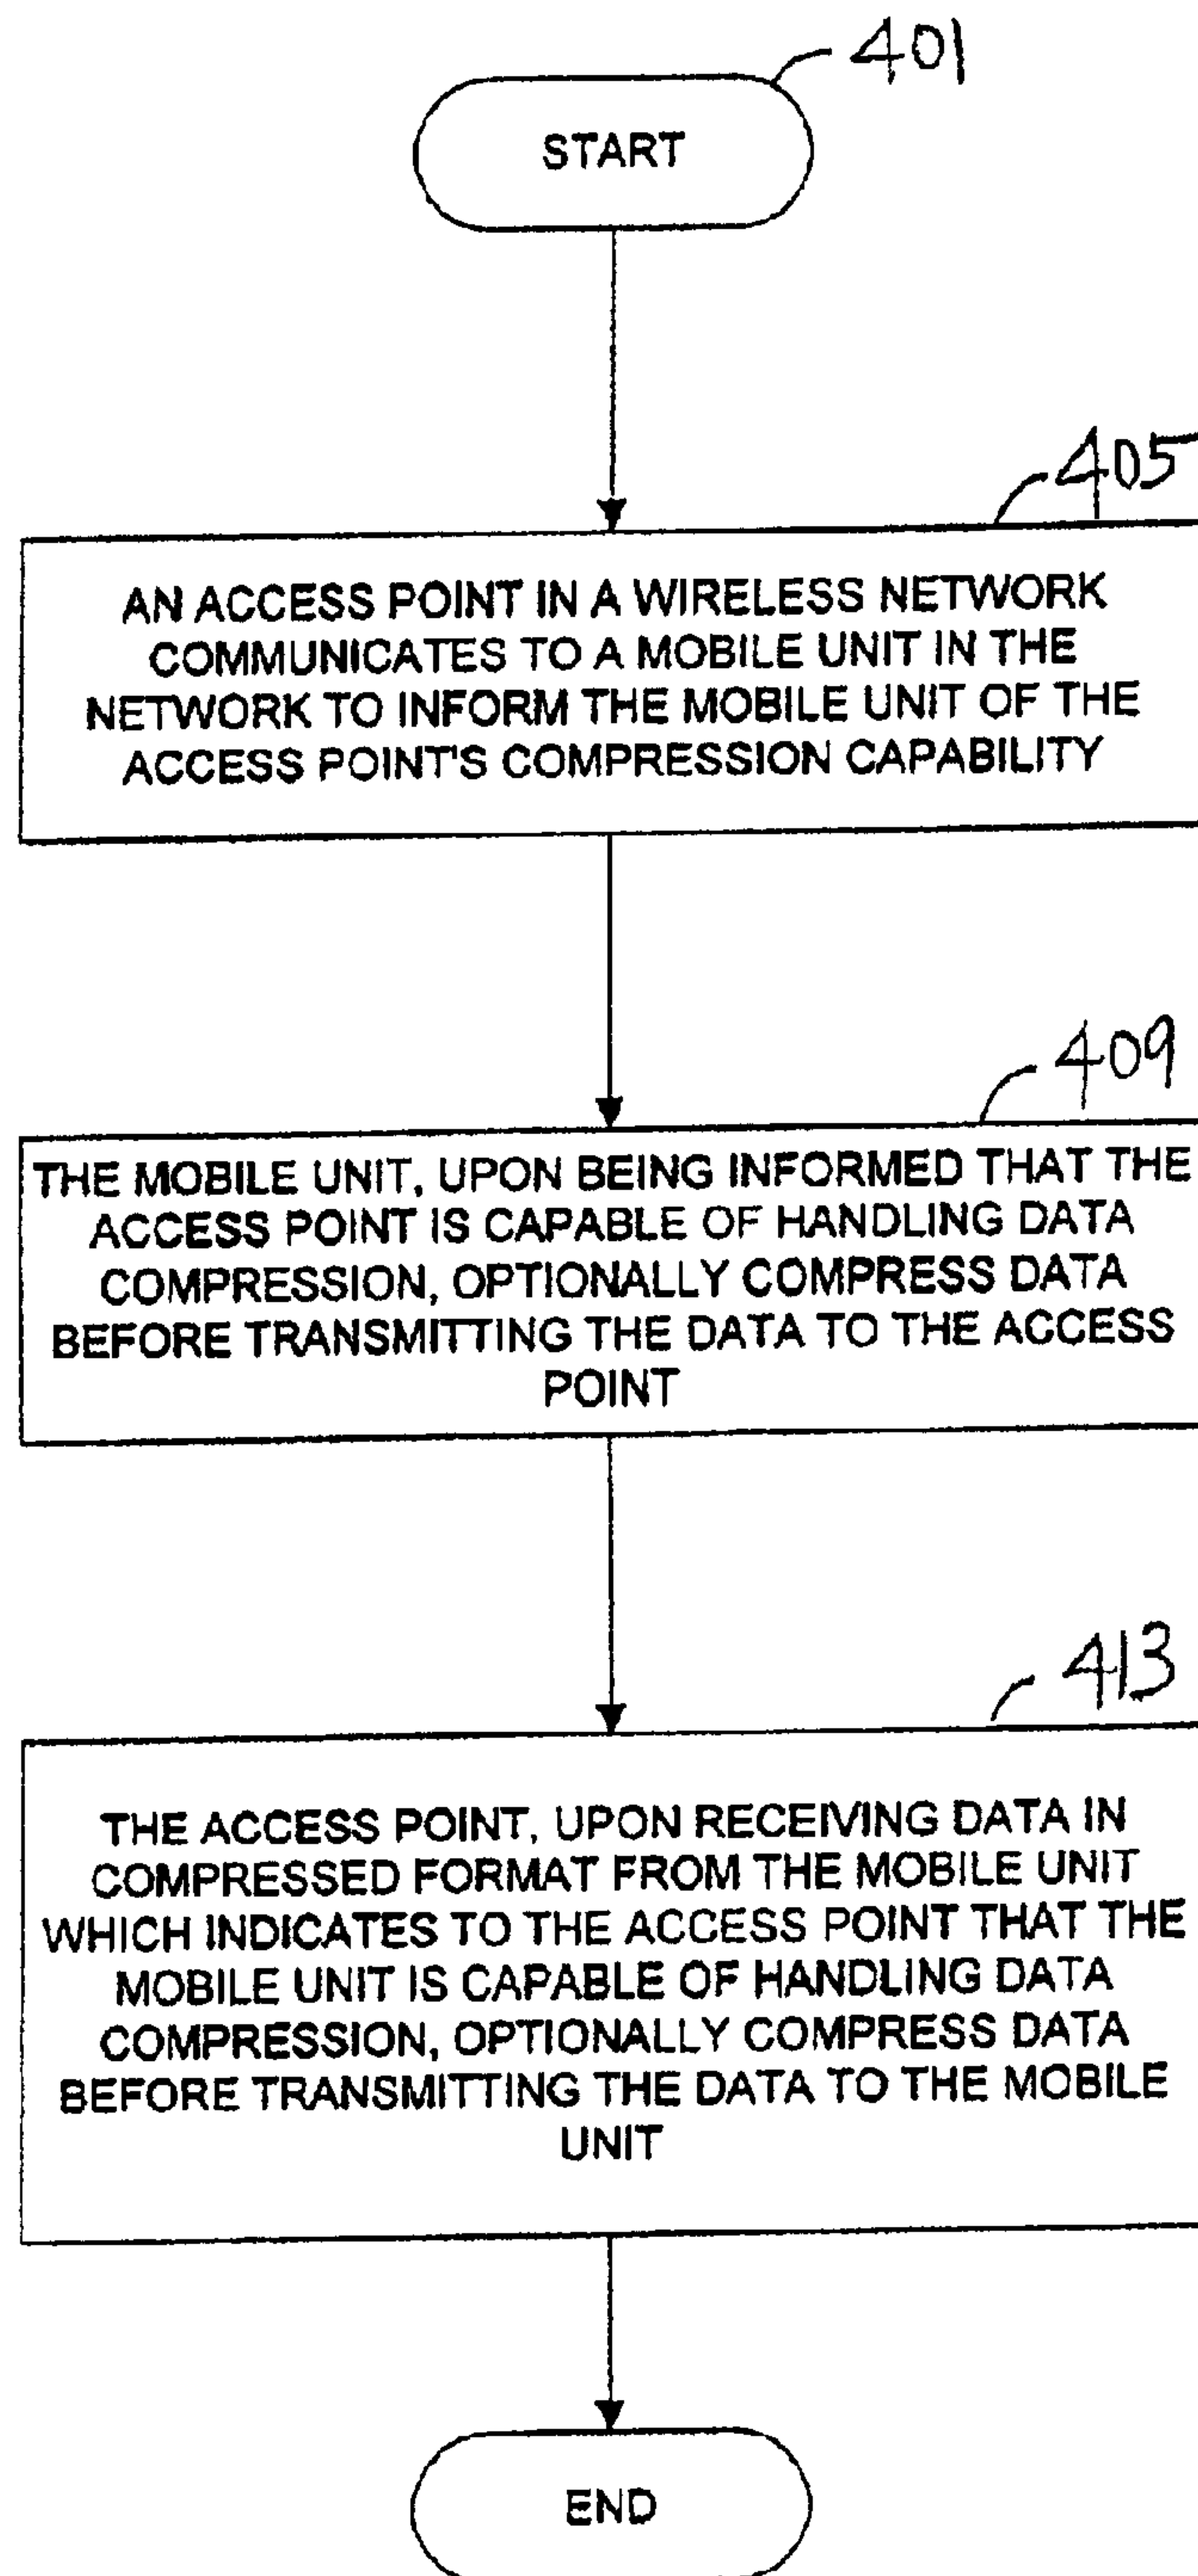 401
START
405
AN ACCESS POINT IN A WIRELESS NETWORK
COMMUNICATES TO A MOBILE UNIT IN THE
NETWORK TO INFORM THE MOBILE UNIT OF THE
ACCESS POINT'S COMPRESSION CAPABILITY
409
THE MOBILE UNIT, UPON BEING INFORMED THAT THE
ACCESS POINT IS CAPABLE OF HANDLING DATA
COMPRESSION, OPTIONALLY COMPRESS DATA
BEFORE TRANSMITTING THE DATA TO THE ACCESS
POINT
413
THE ACCESS POINT, UPON RECEIVING DATA IN
COMPRESSED FORMAT FROM THE MOBILE UNIT
WHICH INDICATES TO THE ACCESS POINT THAT THE
MOBILE UNIT IS CAPABLE OF HANDLING DATA
COMPRESSION, OPTIONALLY COMPRESS DATA
BEFORE TRANSMITTING THE DATA TO THE MOBILE
UNIT
END